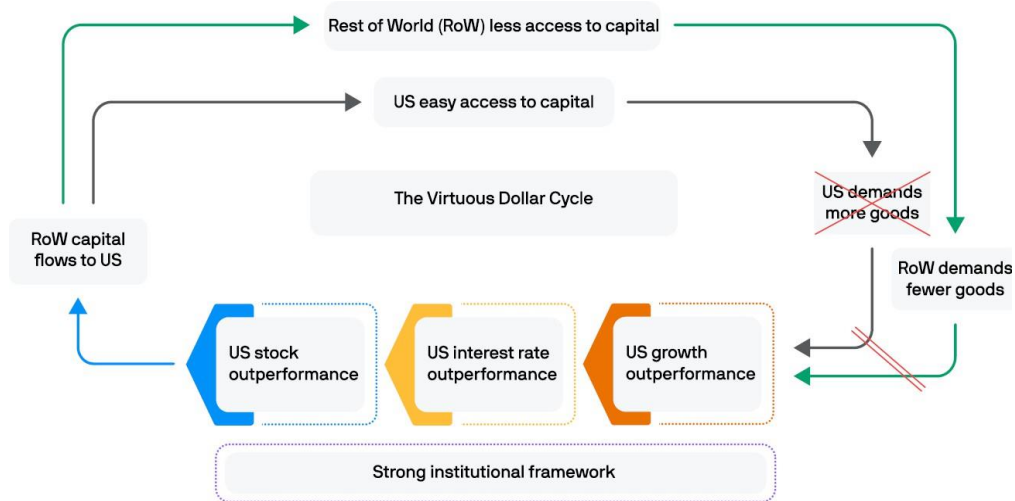 Rest of World (RoW) less access to capital
US easy access to capital
The Virtuous Dollar Cycle
US demands
more goods
RoW capital
flows to US
RoW demands
fewer goods
US stock
outperformance
US interest rate
outperformance
US growth
outperformance
Strong institutional framework